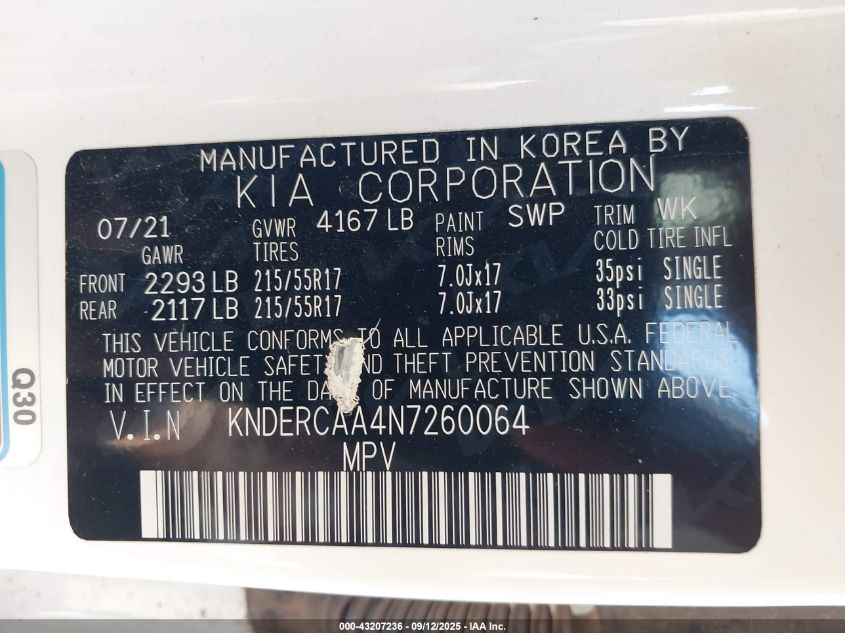 MANUFACTURED IN KOREA BY
KIA CORPORATION
07/21 GVWR 4167 LB PAINT SWP TRIM WK
GAWR TIRES RIMS COLD TIRE INFL
FRONT 2293 LB 215/55R17 7.0Jx17 35psi SINGLE
REAR 2117 LB 215/55R17 7.0Jx17 33psi SINGLE
THIS VEHICLE CONFORMS TO ALL APPLICABLE U.S.A. FEDERAL
MOTOR VEHICLE SAFETY AND THEFT PREVENTION STANDARDS
IN EFFECT ON THE DATE OF MANUFACTURE SHOWN ABOVE.
V.I.N KNDERCAA4N7260064
MPV
Q30
000-43207236 - 09/12/2025 - IAA, Inc.